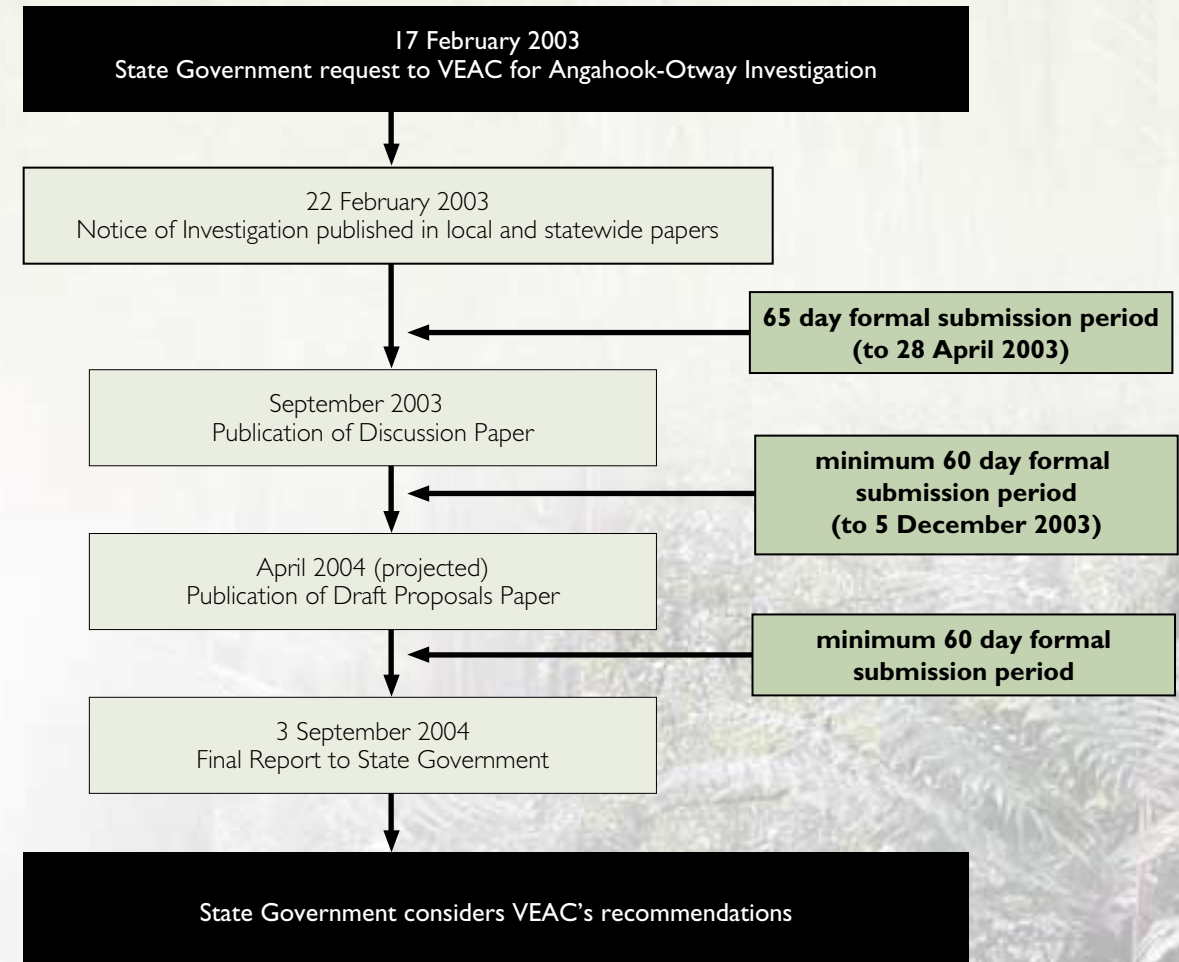 17 February 2003
State Government request to VEAC for Angahook-Otway Investigation
22 February 2003
Notice of Investigation published in local and statewide papers
65 day formal submission period
(to 28 April 2003)
September 2003
Publication of Discussion Paper
minimum 60 day formal
submission period
(to 5 December 2003)
April 2004 (projected)
Publication of Draft Proposals Paper
minimum 60 day formal
submission period
3 September 2004
Final Report to State Government
State Government considers VEAC’s recommendations